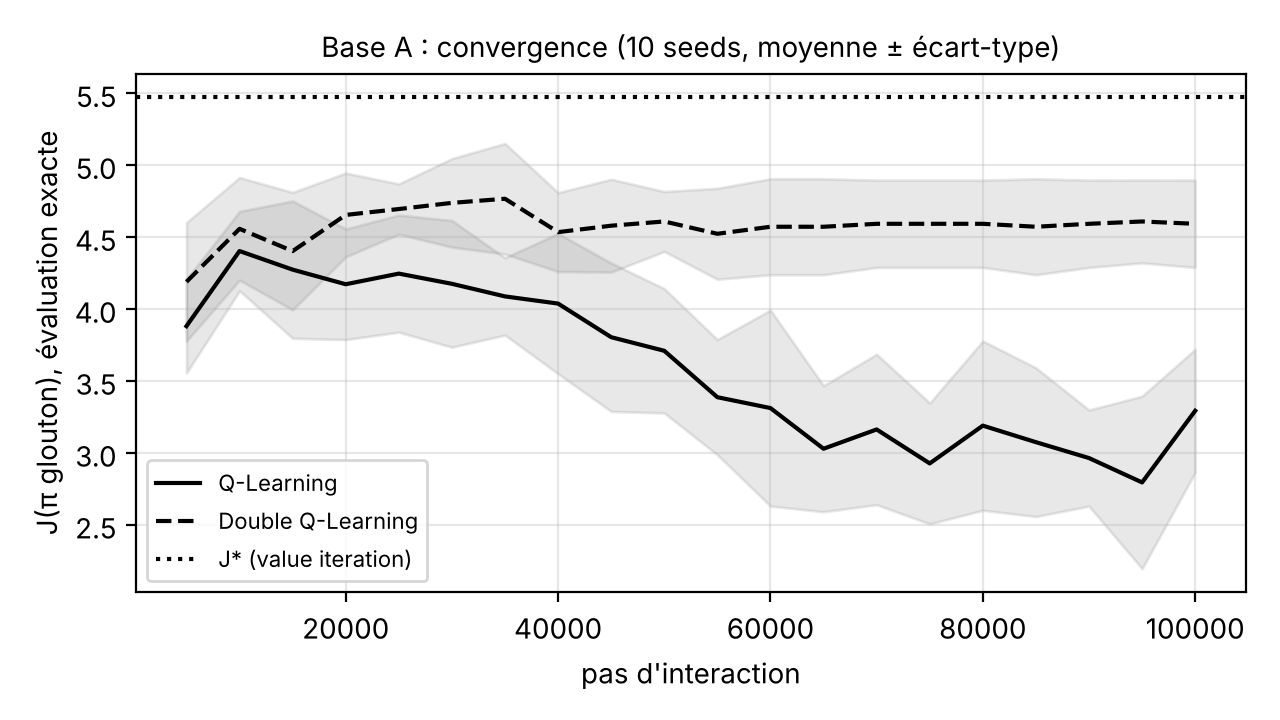 Base A : convergence (10 seeds, moyenne ± écart-type)
J(π glouton), évaluation exacte
5.5
5.0
4.5
4.0
3.5
3.0
2.5
Q-Learning
Double Q-Learning
J* (value iteration)
20000
40000
60000
80000
100000
pas d'interaction